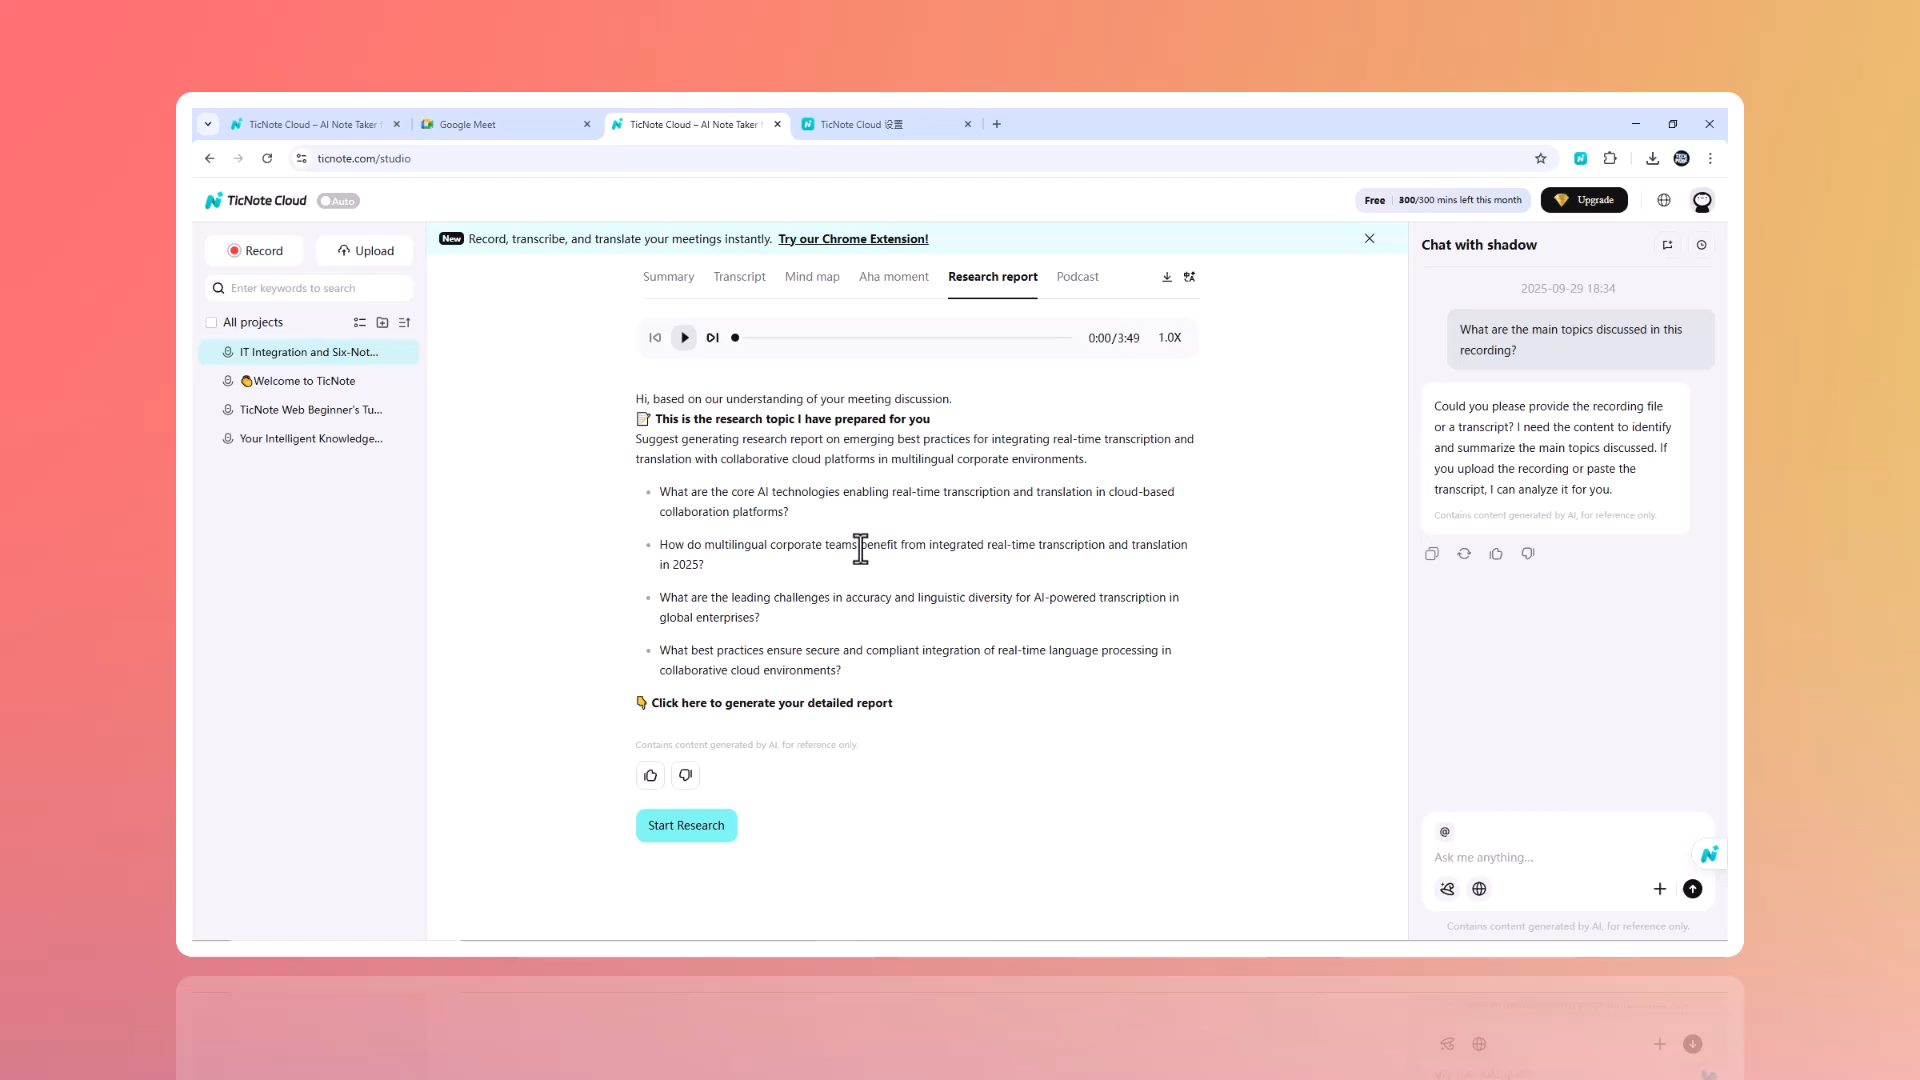 TicNote Cloud – AI Note Taker
Google Meet
TicNote Cloud – AI Note Taker
TicNote Cloud 设置
ticnote.com/studio
TicNote Cloud
Auto
Free
300/300 mins left this month
Upgrade
Record
Upload
Enter keywords to search
All projects
IT Integration and Six-Not...
👏Welcome to TicNote
TicNote Web Beginner's Tu...
Your Intelligent Knowledge...
New Record, transcribe, and translate your meetings instantly. Try our Chrome Extension!
Summary
Transcript
Mind map
Aha moment
Research report
Podcast
0:00/3:49
1.0X
Hi, based on our understanding of your meeting discussion.
📝 This is the research topic I have prepared for you
Suggest generating research report on emerging best practices for integrating real-time transcription and
translation with collaborative cloud platforms in multilingual corporate environments.
• What are the core AI technologies enabling real-time transcription and translation in cloud-based
collaboration platforms?
• How do multilingual corporate teams benefit from integrated real-time transcription and translation
in 2025?
• What are the leading challenges in accuracy and linguistic diversity for AI-powered transcription in
global enterprises?
• What best practices ensure secure and compliant integration of real-time language processing in
collaborative cloud environments?
👇 Click here to generate your detailed report
Contains content generated by AI, for reference only.
Start Research
Chat with shadow
2025-09-29 18:34
What are the main topics discussed in this
recording?
Could you please provide the recording file
or a transcript? I need the content to identify
and summarize the main topics discussed. If
you upload the recording or paste the
transcript, I can analyze it for you.
Contains content generated by AI, for reference only.
@
Ask me anything...
Contains content generated by AI, for reference only.